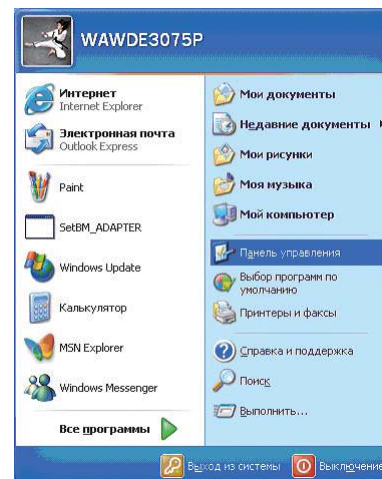 WAWDE3075P
Интернет
Internet Explorer
Электронная почта
Outlook Express
Paint
SetBM_ADAPTER
Windows Update
Калькулятор
MSN Explorer
Windows Messenger
Все программы
Мои документы
Недавние документы
Мои рисунки
Моя музыка
Мой компьютер
Панель управления
Выбор программ по
умолчанию
Принтеры и факсы
Справка и поддержка
Поиск
Выполнить...
Выход из системы
Выключение